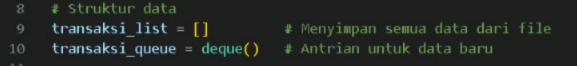 8 # Struktur data
9 transaksi_list = [] # Menyimpan semua data dari file
10 transaksi_queue = deque() # Antrian untuk data baru